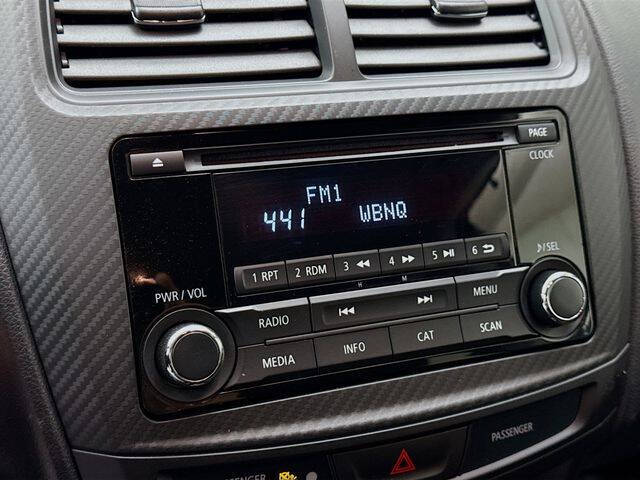 PAGE
CLOCK
FM1
441 WBNQ
1 RPT 2 RDM 3 4 5 6
H M
PWR / VOL
/SEL
RADIO MENU
MEDIA INFO CAT SCAN
PASSENGER
PASSENGER